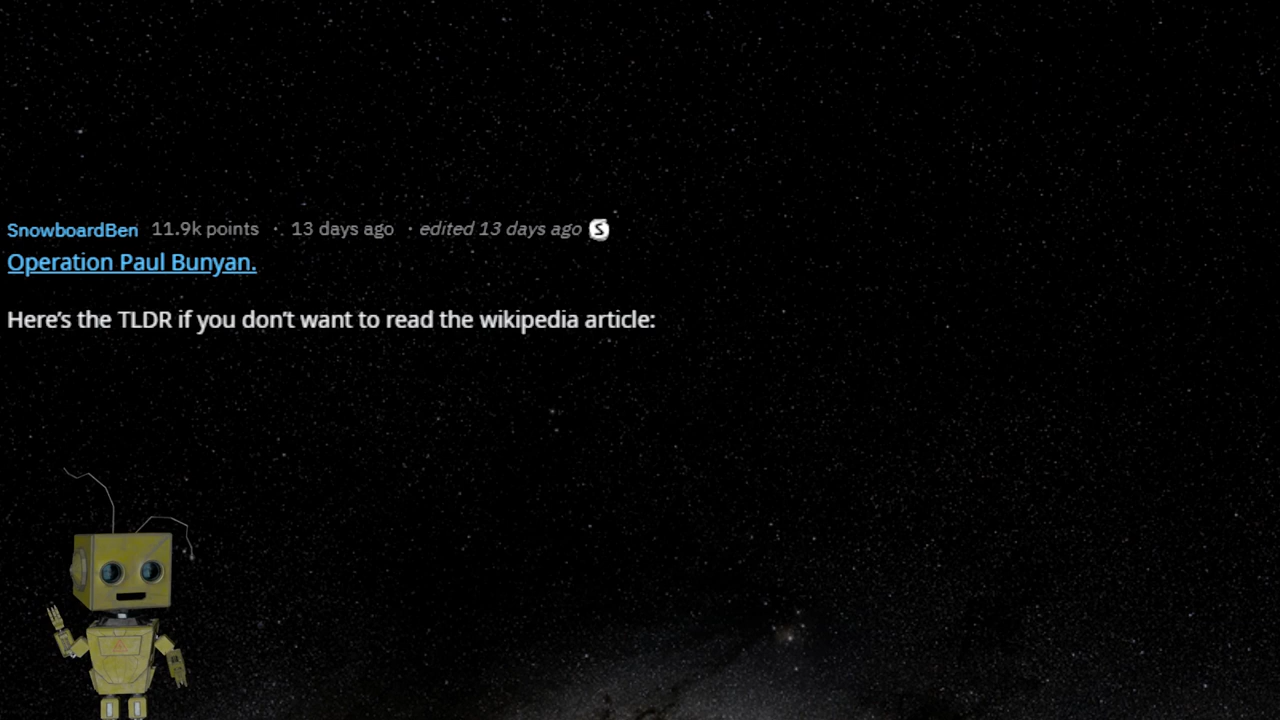 SnowboardBen 11.9k points · 13 days ago · edited 13 days ago S
Operation Paul Bunyan.
Here’s the TLDR if you don’t want to read the wikipedia article: